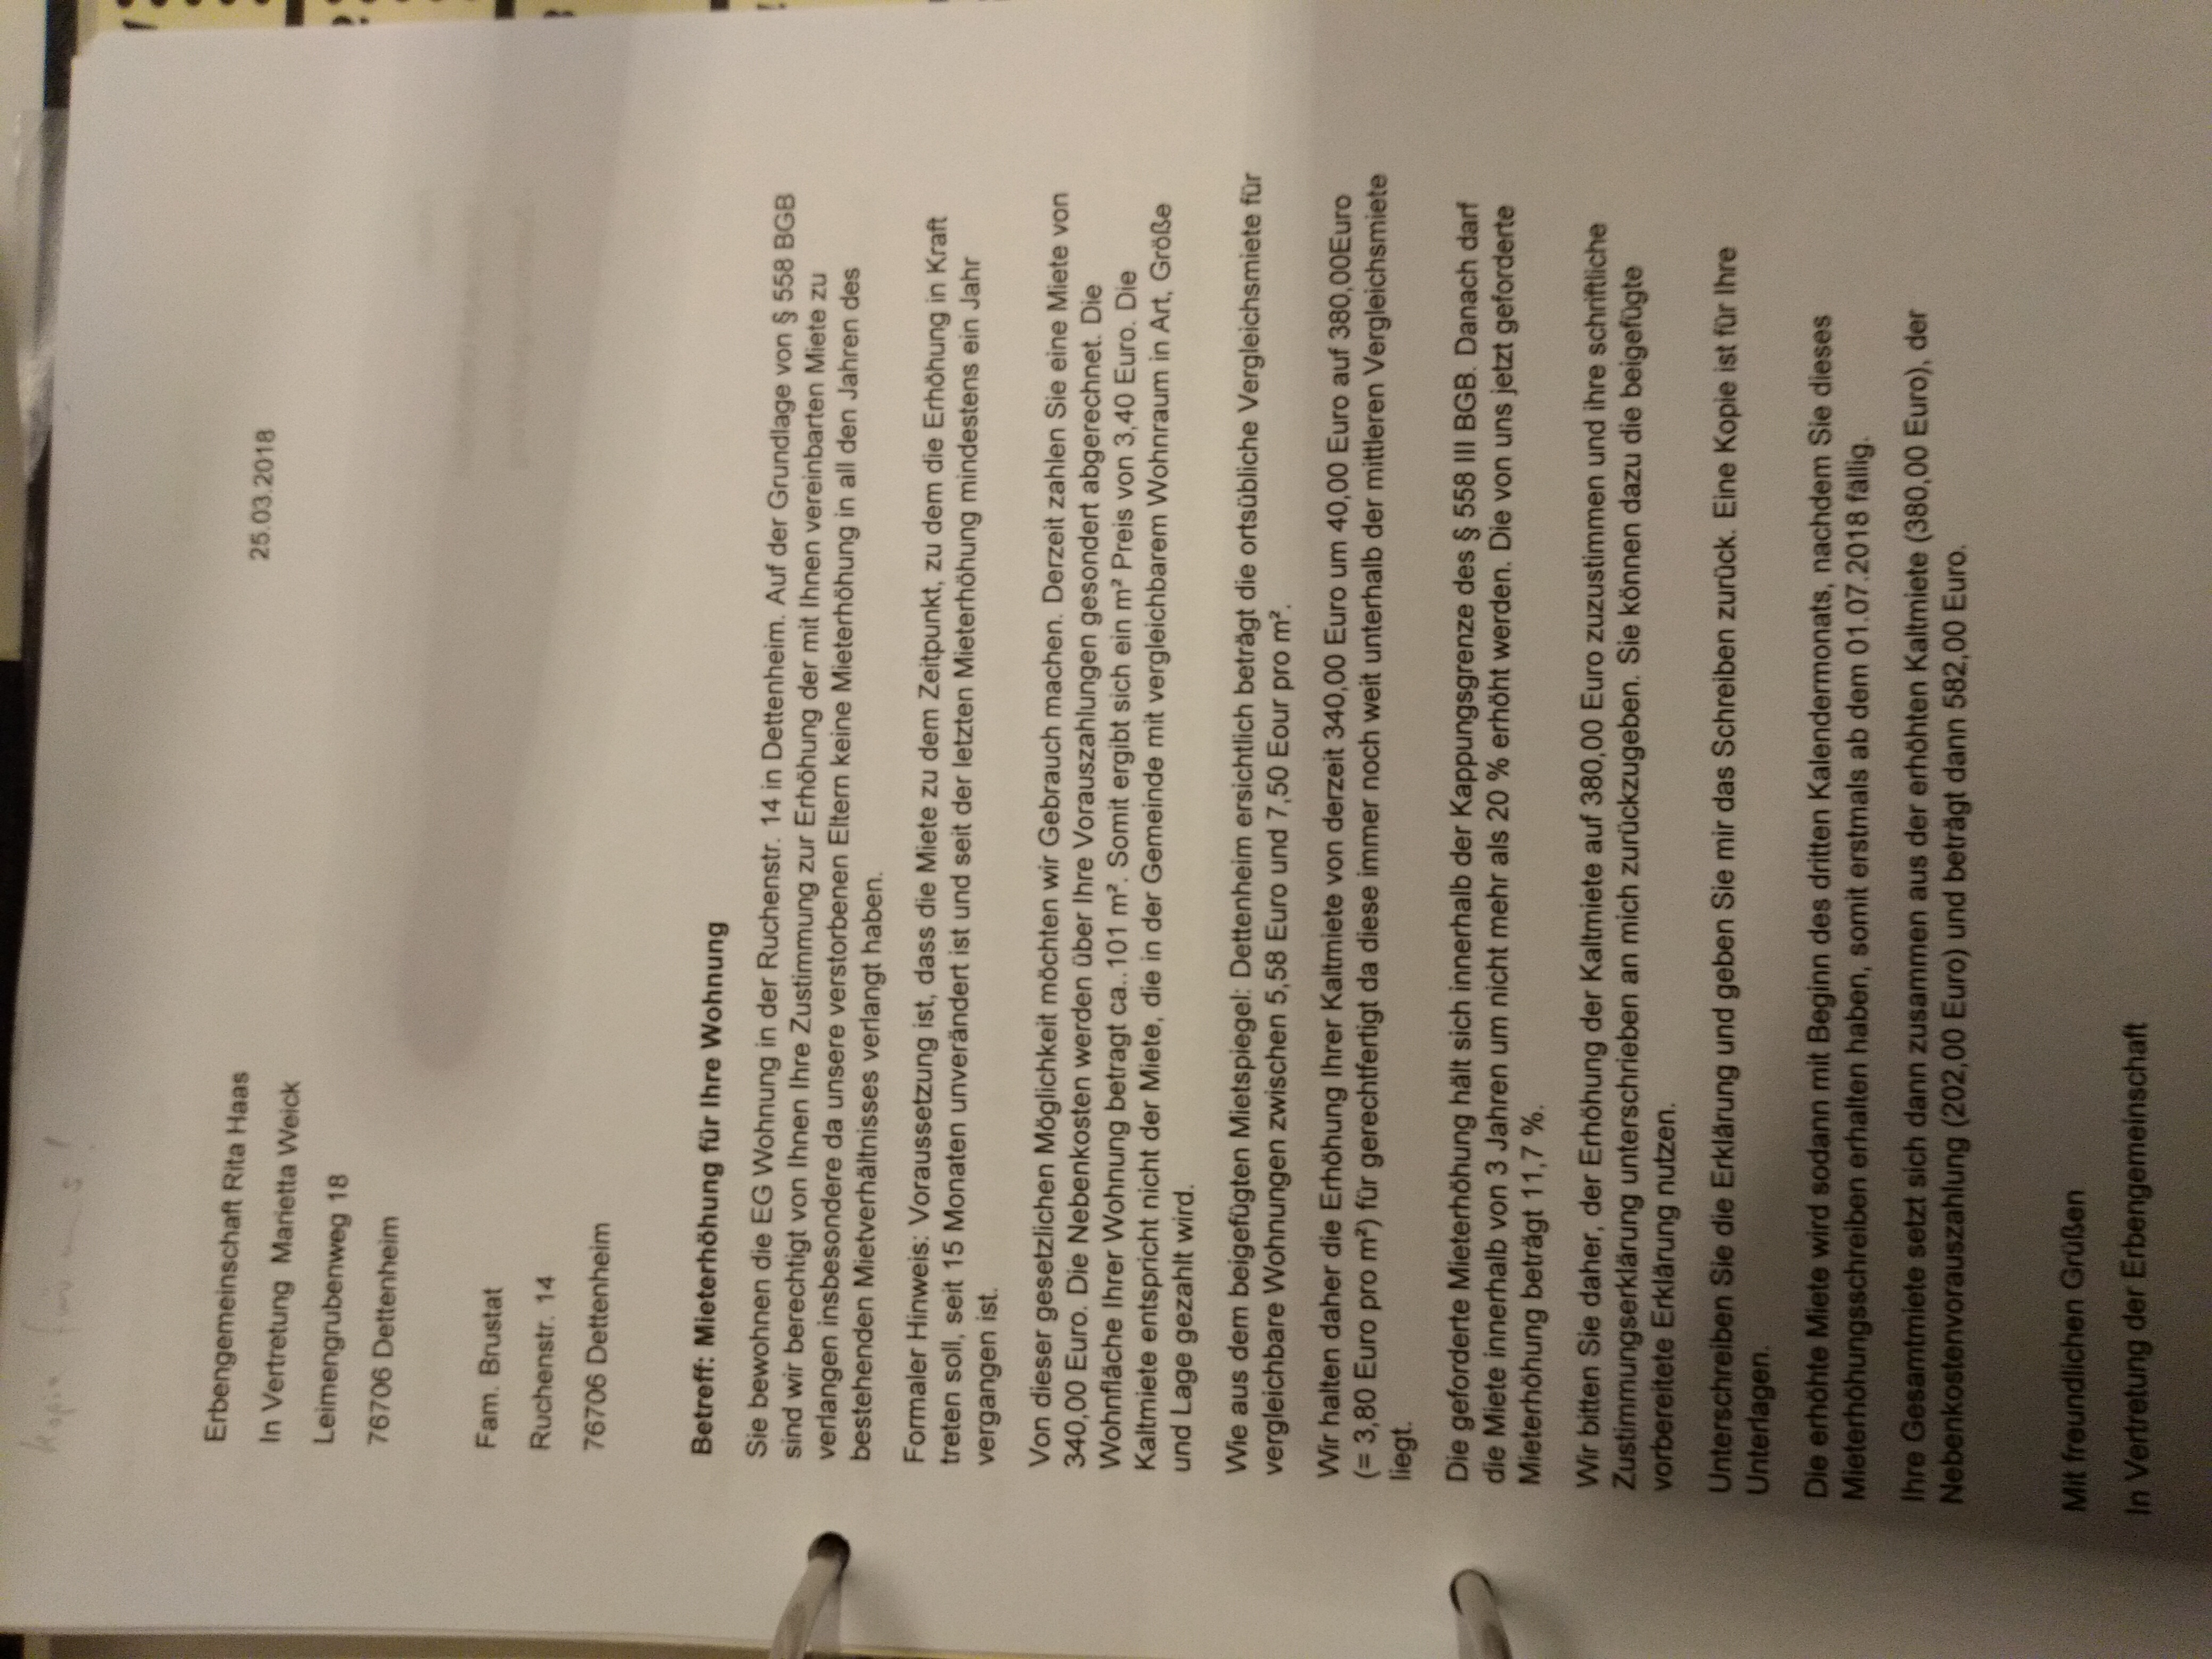 Kopie für uns!
Erbengemeinschaft Rita Haas
25.03.2018
In Vertretung Marietta Weick
Leimengrubenweg 18
76706 Dettenheim
Fam. Brustat
Ruchenstr. 14
76706 Dettenheim
Betreff: Mieterhöhung für Ihre Wohnung
Sie bewohnen die EG Wohnung in der Ruchenstr. 14 in Dettenheim. Auf der Grundlage von § 558 BGB
sind wir berechtigt von Ihnen Ihre Zustimmung zur Erhöhung der mit Ihnen vereinbarten Miete zu
verlangen insbesondere da unsere verstorbenen Eltern keine Mieterhöhung in all den Jahren des
bestehenden Mietverhältnisses verlangt haben.
Formaler Hinweis: Voraussetzung ist, dass die Miete zu dem Zeitpunkt, zu dem die Erhöhung in Kraft
treten soll, seit 15 Monaten unverändert ist und seit der letzten Mieterhöhung mindestens ein Jahr
vergangen ist.
Von dieser gesetzlichen Möglichkeit möchten wir Gebrauch machen. Derzeit zahlen Sie eine Miete von
340,00 Euro. Die Nebenkosten werden über Ihre Vorauszahlungen gesondert abgerechnet. Die
Wohnfläche Ihrer Wohnung betragt ca..101 m². Somit ergibt sich ein m² Preis von 3,40 Euro. Die
Kaltmiete entspricht nicht der Miete, die in der Gemeinde mit vergleichbarem Wohnraum in Art, Größe
und Lage gezahlt wird.
Wie aus dem beigefügten Mietspiegel: Dettenheim ersichtlich beträgt die ortsübliche Vergleichsmiete für
vergleichbare Wohnungen zwischen 5,58 Euro und 7,50 Eour pro m².
Wir halten daher die Erhöhung Ihrer Kaltmiete von derzeit 340,00 Euro um 40,00 Euro auf 380,00Euro
(= 3,80 Euro pro m²) für gerechtfertigt da diese immer noch weit unterhalb der mittleren Vergleichsmiete
liegt.
Die geforderte Mieterhöhung hält sich innerhalb der Kappungsgrenze des § 558 III BGB. Danach darf
die Miete innerhalb von 3 Jahren um nicht mehr als 20 % erhöht werden. Die von uns jetzt geforderte
Mieterhöhung beträgt 11,7 %.
Wir bitten Sie daher, der Erhöhung der Kaltmiete auf 380,00 Euro zuzustimmen und ihre schriftliche
Zustimmungserklärung unterschrieben an mich zurückzugeben. Sie können dazu die beigefügte
vorbereitete Erklärung nutzen.
Unterschreiben Sie die Erklärung und geben Sie mir das Schreiben zurück. Eine Kopie ist für Ihre
Unterlagen.
Die erhöhte Miete wird sodann mit Beginn des dritten Kalendermonats, nachdem Sie dieses
Mieterhöhungsschreiben erhalten haben, somit erstmals ab dem 01.07.2018 fällig.
Ihre Gesamtmiete setzt sich dann zusammen aus der erhöhten Kaltmiete (380,00 Euro), der
Nebenkostenvorauszahlung (202,00 Euro) und beträgt dann 582,00 Euro.
Mit freundlichen Grüßen
In Vertretung der Erbengemeinschaft